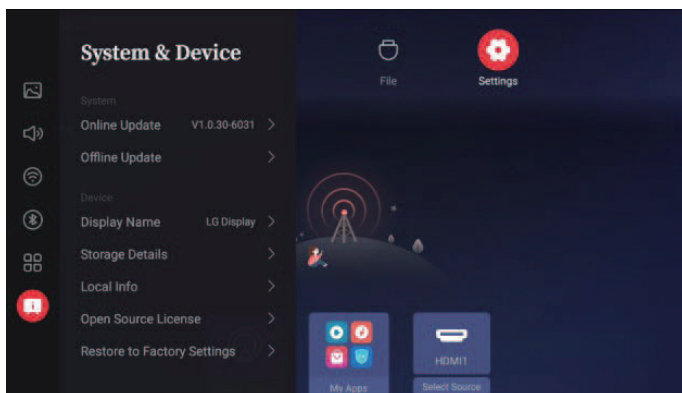 System & Device
File
Settings
System
Online Update V1.0.30-6031
Offline Update
Device
Display Name LG Display
Storage Details
Local Info
Open Source License
Restore to Factory Settings
HDMI1
My Apps
Select Source